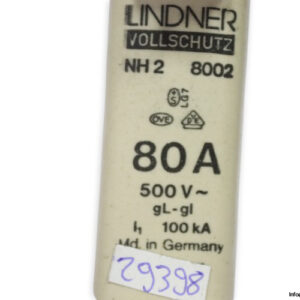 LINDNER
VOLLSCHUTZ
NH 2 8002
80 A
500 V~
gL-gl
I₁ 100 kA
Md. in Germany
29398